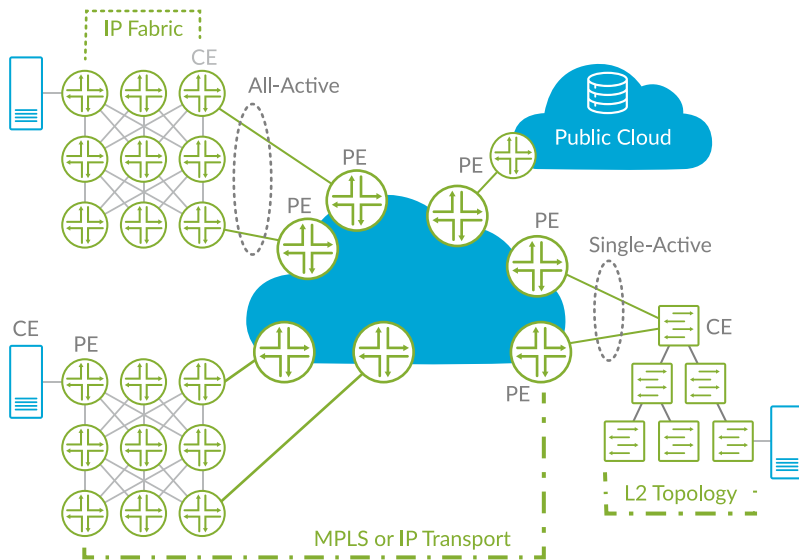 IP Fabric
CE
All-Active
PE
PE
PE
Public Cloud
PE
Single-Active
CE
CE
PE
PE
L2 Topology
MPLS or IP Transport